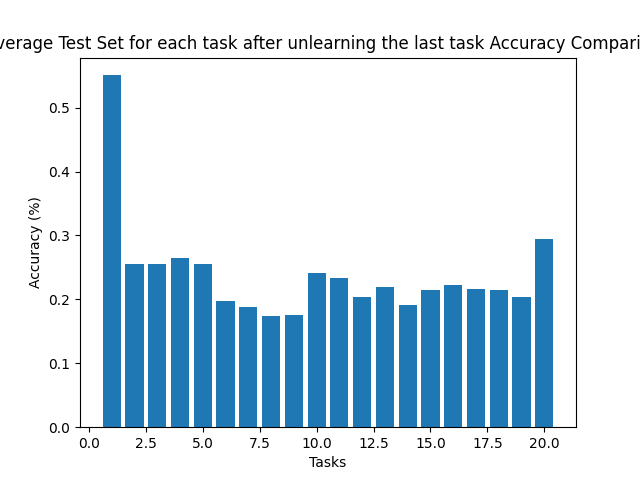 verage Test Set for each task after unlearning the last task Accuracy Compari
Accuracy (%)
0.5
0.4
0.3
0.2
0.1
0.0
0.0 2.5 5.0 7.5 10.0 12.5 15.0 17.5 20.0
Tasks